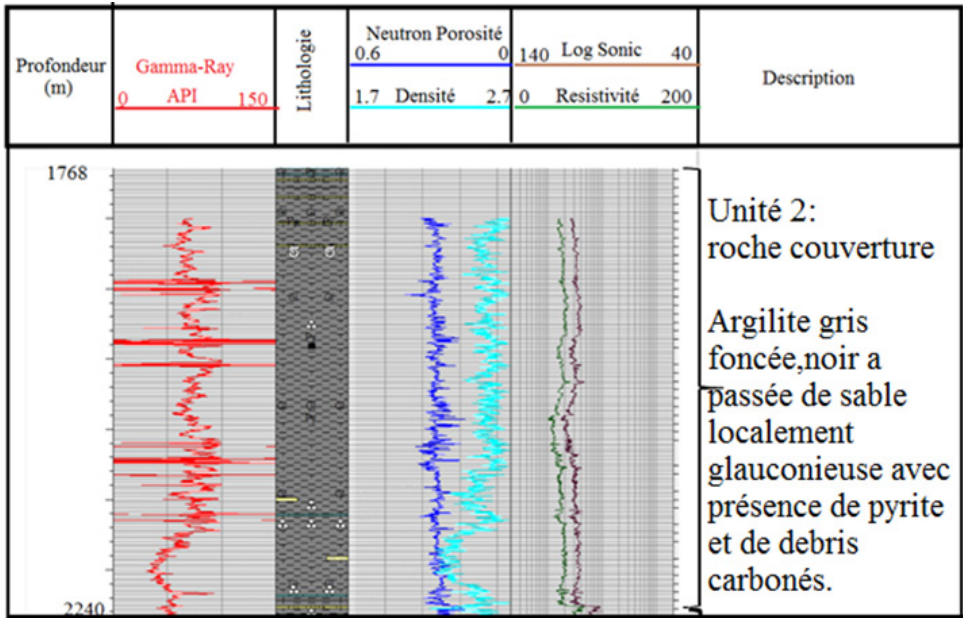 Profondeur
(m)
Gamma-Ray
API
0 150
Lithologie
Neutron Porosité
0.6 0
1.7 Densité 2.7
140 Log Sonic 40
0 Resistivité 200
Description
1768
2240
Unité 2:
roche couverture
Argilite gris
foncée,noir a
passée de sable
localement
glauconieuse avec
présence de pyrite
et de debris
carbonés.